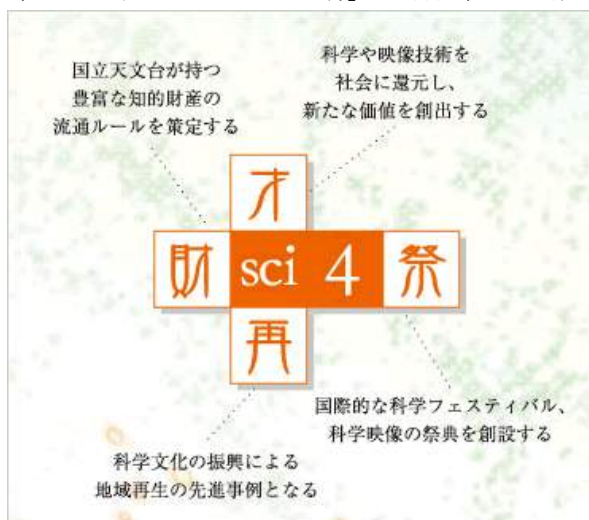 国立天文台が持つ
豊富な知的財産の
流通ルールを策定する
科学や映像技術を
社会に還元し、
新たな価値を創出する
才
財 sci 4 祭
再
国際的な科学フェスティバル、
科学映像の祭典を創設する
科学文化の振興による
地域再生の先進事例となる